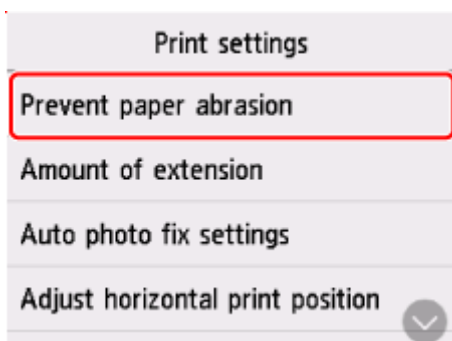 Print settings
Prevent paper abrasion
Amount of extension
Auto photo fix settings
Adjust horizontal print position